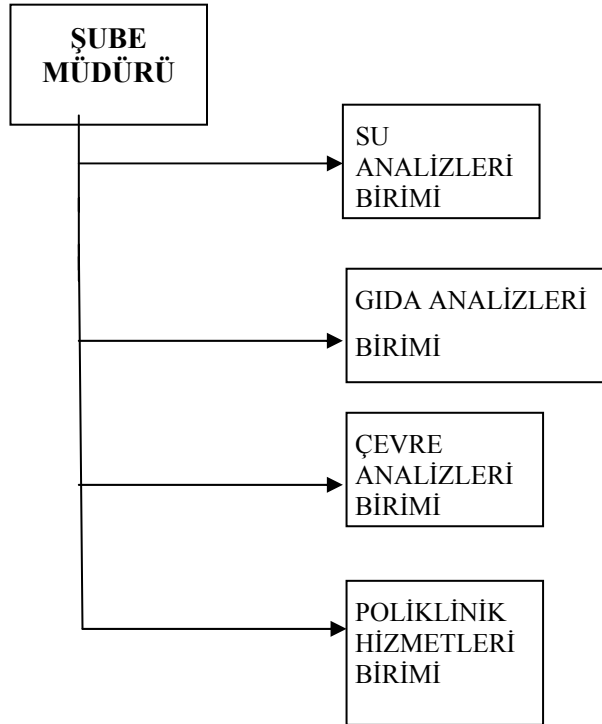 ŞUBE
MÜDÜRÜ
SU
ANALİZLERİ
BİRİMİ
GIDA ANALİZLERİ
BİRİMİ
ÇEVRE
ANALİZLERİ
BİRİMİ
POLİKLİNİK
HİZMETLERİ
BİRİMİ